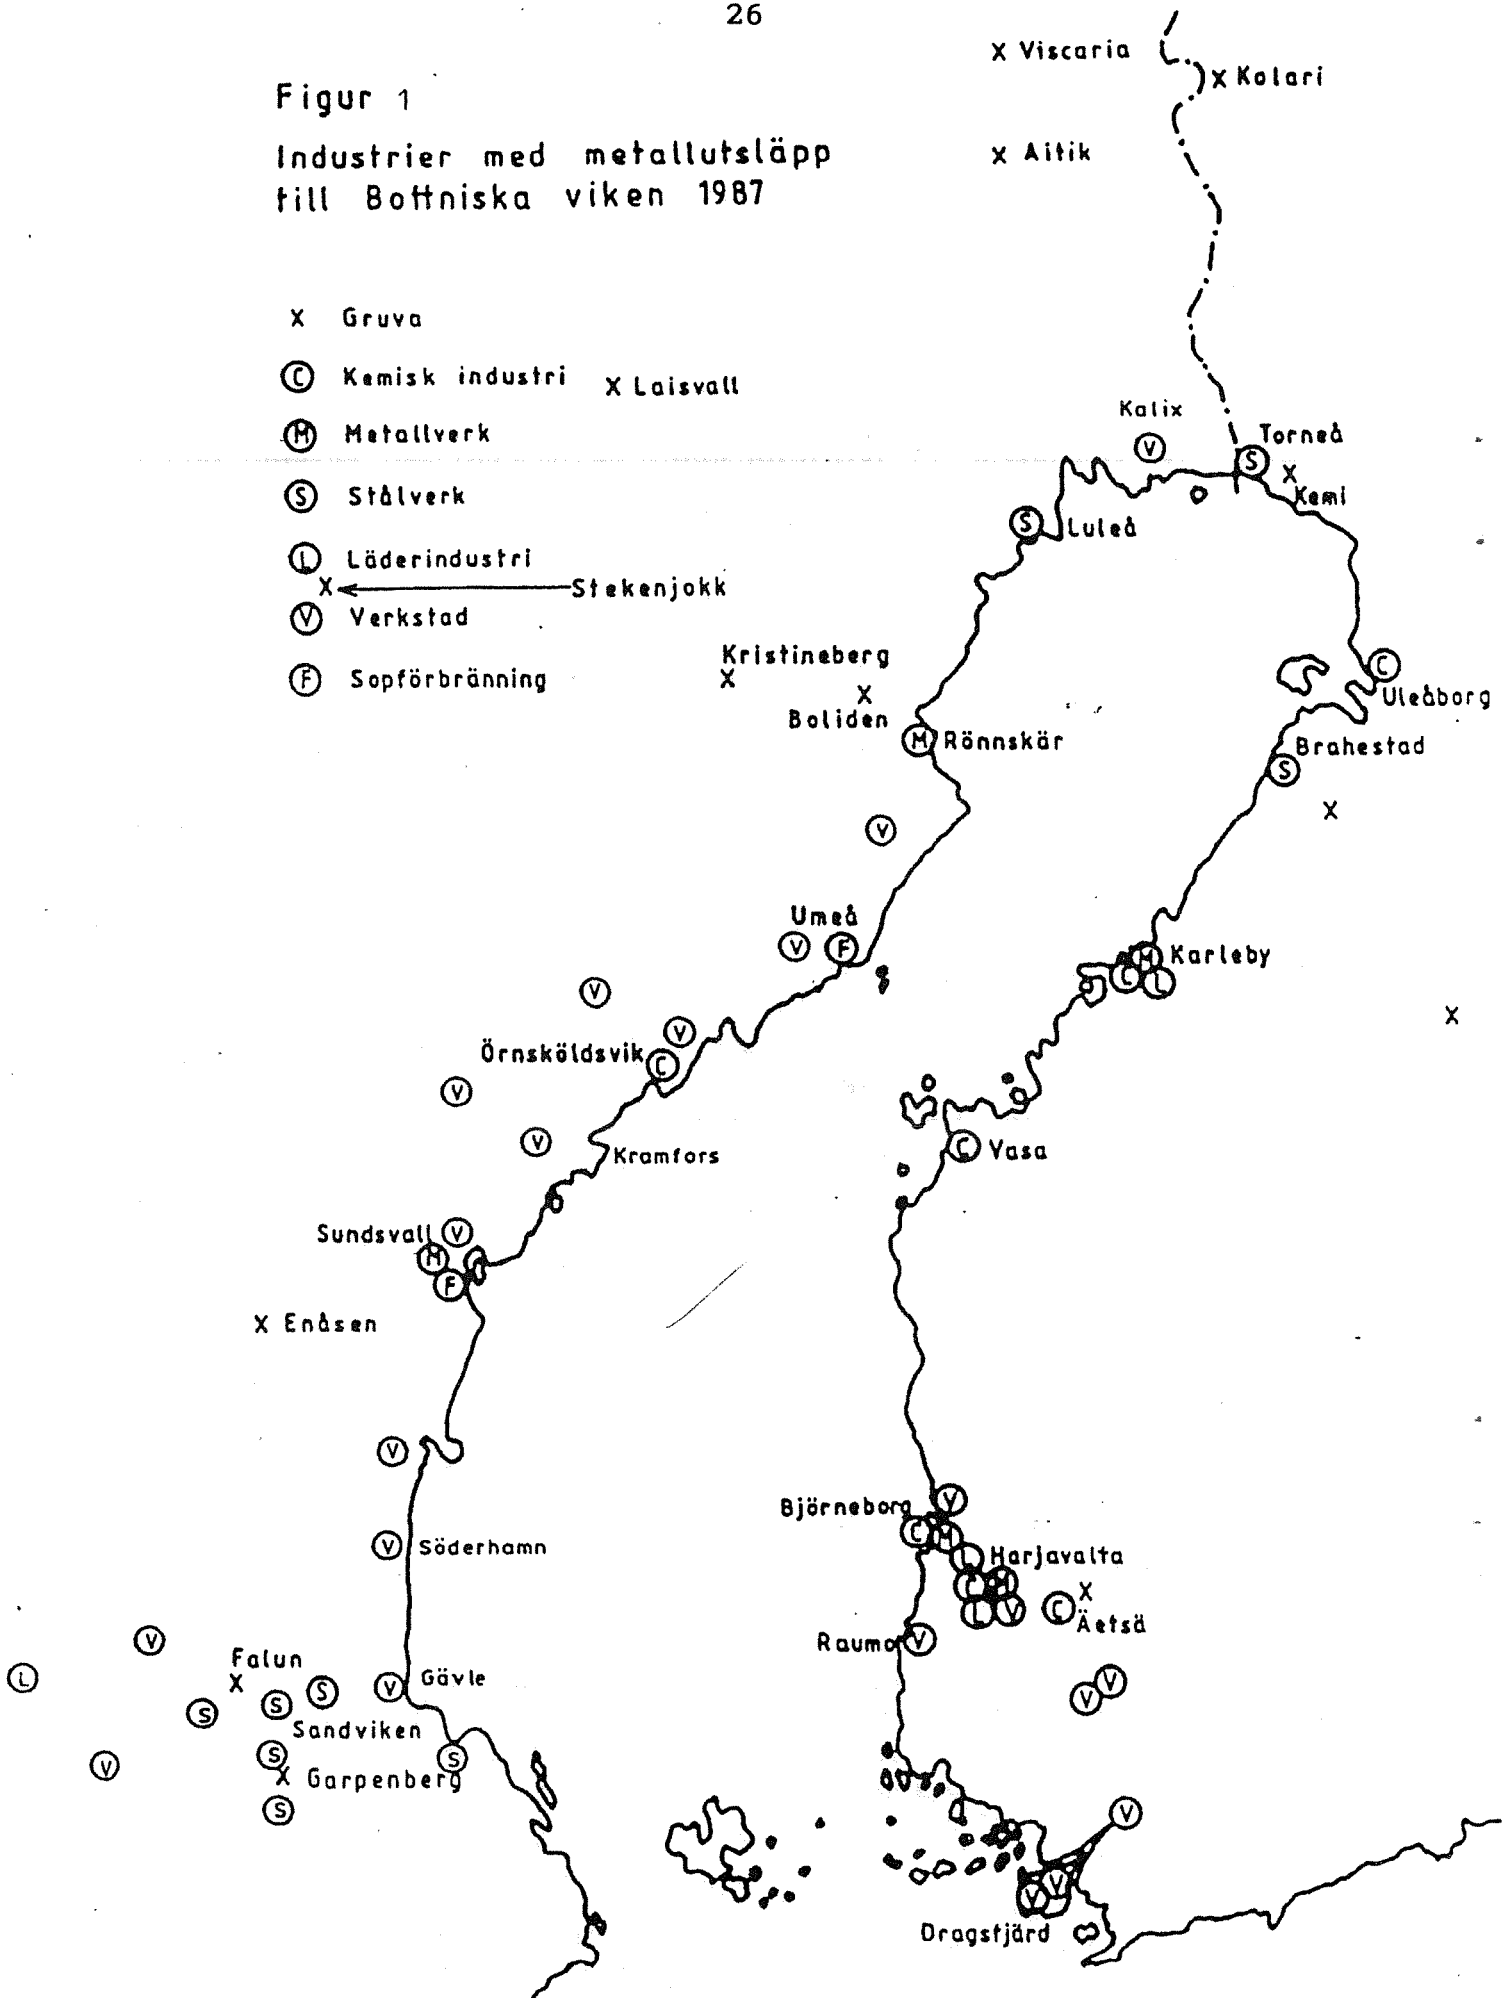 26
Figur 1
Industrier med metallutsläpp
till Bottniska viken 1987
X Viscaria
X Kolari
X Aitik
X Gruva
C Kemisk industri
X Laisvall
M Metallverk
S Stålverk
L Läderindustri
X Stekenjokk
V Verkstad
F Sopförbränning
Kalix
V
Torneå
S
X
Kemi
S Luleå
Kristineberg
X
X
Boliden
M Rönnskär
C
Uleåborg
Brahestad
S
X
V
Umeå
V F
M Karleby
C L
X
V
V
Örnsköldsvik
C
V
V
Kramfors
C Vasa
Sundsvall V
M
F
X Enåsen
V
V
Björneborg
C M
L Harjavalta
C M
X
L V C
Äetsä
V Söderhamn
Raumo V
V
L
Falun
X
S S
V Gävle
S
Sandviken
S
S
V
X Garpenberg
S
V V
V
V
V
Dragsfjärd